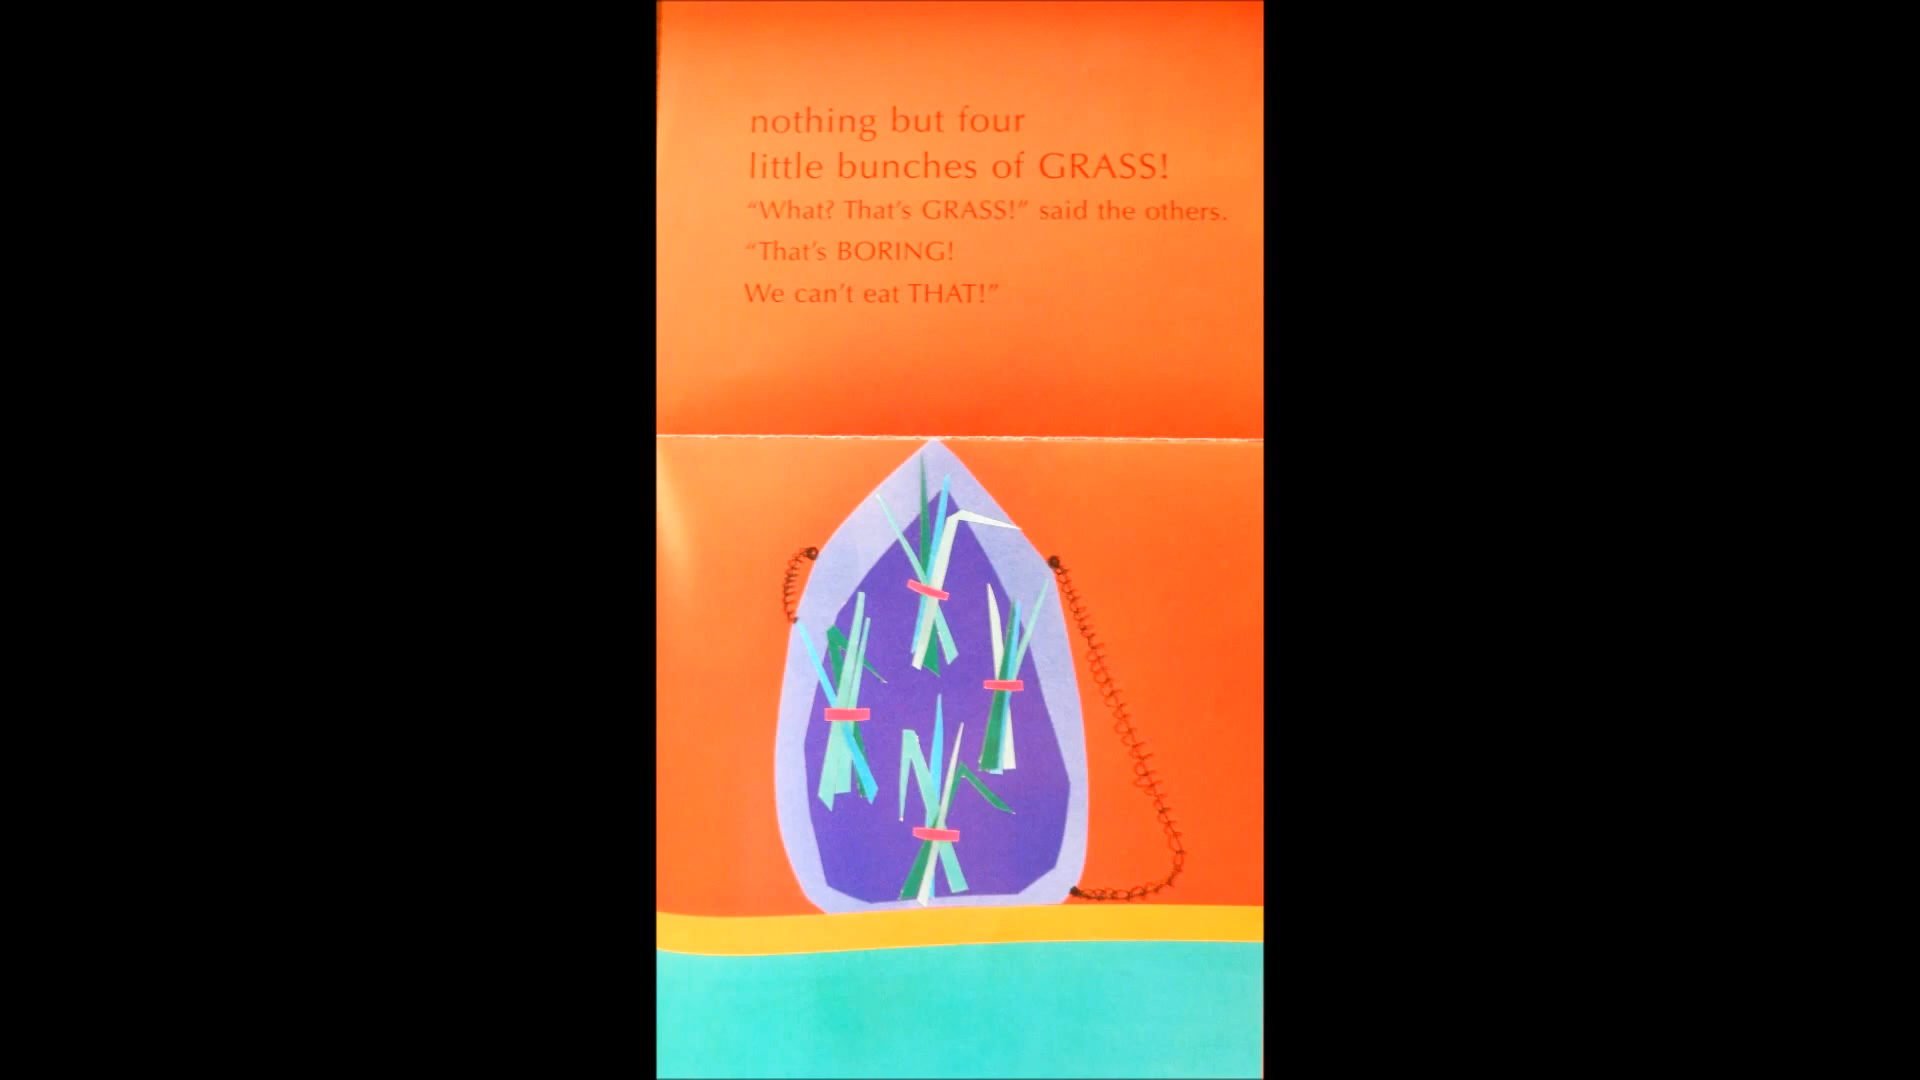 nothing but four
little bunches of GRASS!
“What? That’s GRASS!” said the others.
“That’s BORING!
We can’t eat THAT!”